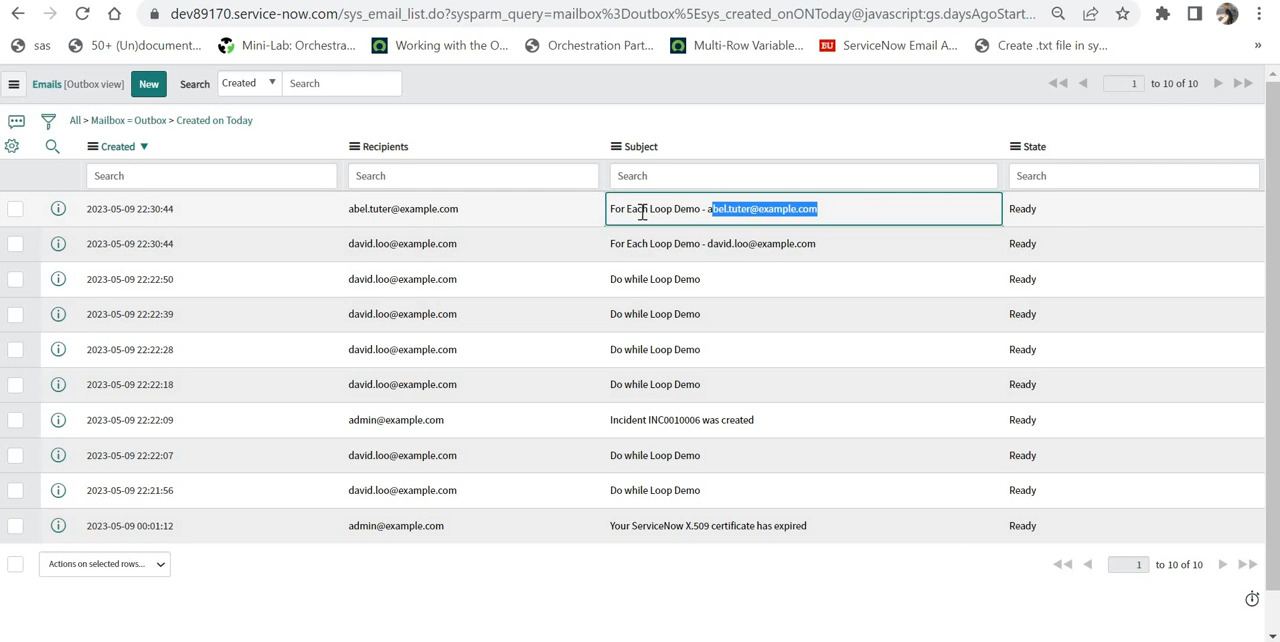 dev89170.service-now.com/sys_email_list.do?sysparm_query=mailbox%3Doutbox%5Esys_created_onONToday@javascript:gs.daysAgoStart...
sas 50+ (Un)document... Mini-Lab: Orchestra... Working with the O... Orchestration Part... Multi-Row Variable... BU ServiceNow Email A... Create .txt file in sy... »
Emails [Outbox view] New Search Created Search 1 to 10 of 10
All > Mailbox = Outbox > Created on Today
Created Recipients Subject State
Search Search Search Search
2023-05-09 22:30:44 abel.tuter@example.com For Each Loop Demo - abel.tuter@example.com Ready
2023-05-09 22:30:44 david.loo@example.com For Each Loop Demo - david.loo@example.com Ready
2023-05-09 22:22:50 david.loo@example.com Do while Loop Demo Ready
2023-05-09 22:22:39 david.loo@example.com Do while Loop Demo Ready
2023-05-09 22:22:28 david.loo@example.com Do while Loop Demo Ready
2023-05-09 22:22:18 david.loo@example.com Do while Loop Demo Ready
2023-05-09 22:22:09 admin@example.com Incident INC0010006 was created Ready
2023-05-09 22:22:07 david.loo@example.com Do while Loop Demo Ready
2023-05-09 22:21:56 david.loo@example.com Do while Loop Demo Ready
2023-05-09 00:01:12 admin@example.com Your ServiceNow X.509 certificate has expired Ready
Actions on selected rows... 1 to 10 of 10